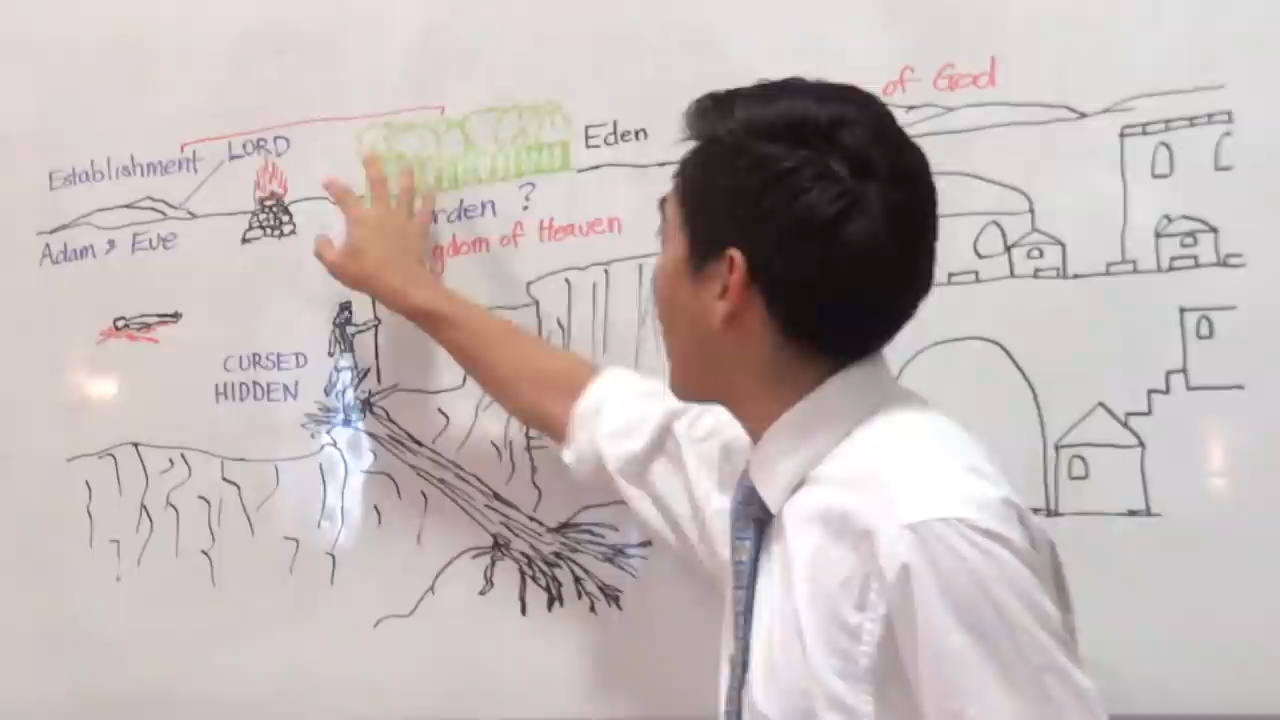 of God
Establishment LORD
Eden
Adam & Eve
rden ?
gdom of Heaven
CURSED
HIDDEN